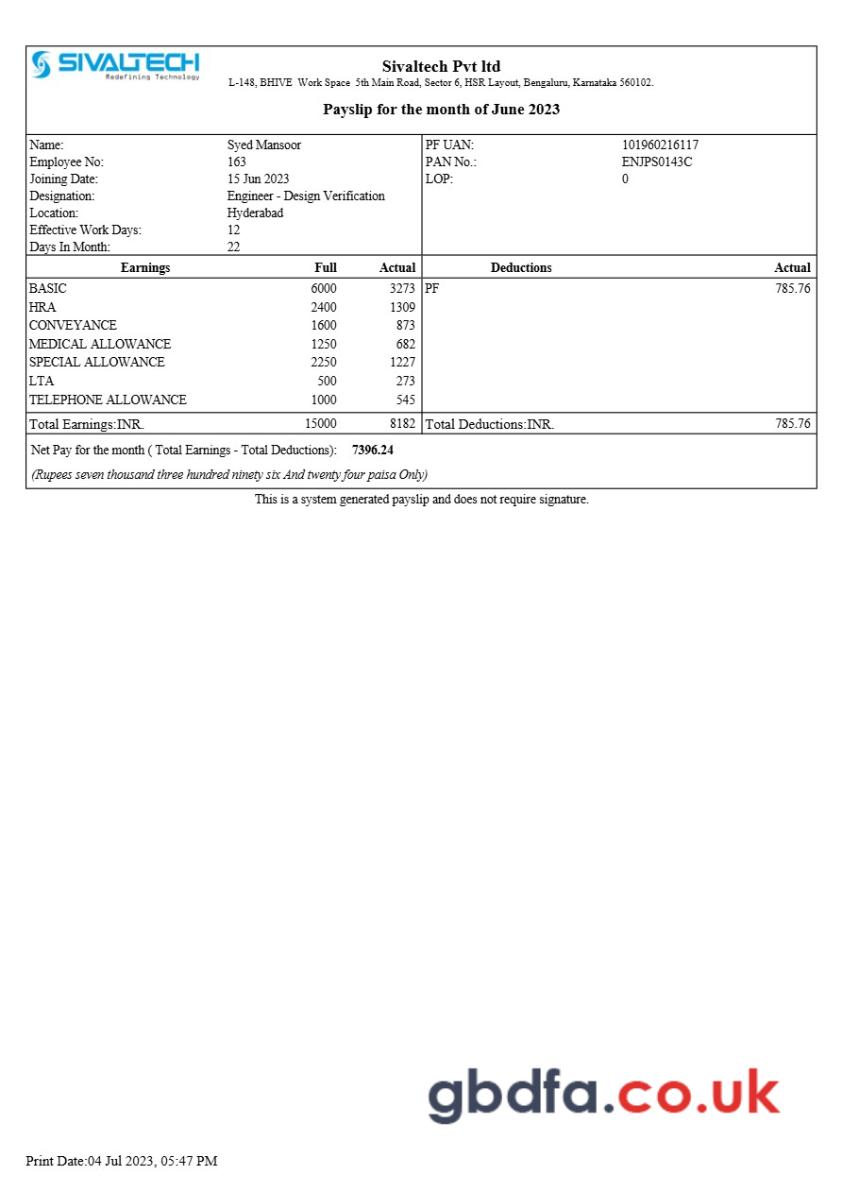 SIVALTECH
Redefining Technology
Sivaltech Pvt ltd
L-148, BHIVE Work Space 5th Main Road, Sector 6, HSR Layout, Bengaluru, Karnataka 560102.
Payslip for the month of June 2023
Name: Syed Mansoor PF UAN: 101960216117
Employee No: 163 PAN No.: ENJPS0143C
Joining Date: 15 Jun 2023 LOP: 0
Designation: Engineer - Design Verification
Location: Hyderabad
Effective Work Days: 12
Days In Month: 22
Earnings Full Actual Deductions Actual
BASIC 6000 3273 PF 785.76
HRA 2400 1309
CONVEYANCE 1600 873
MEDICAL ALLOWANCE 1250 682
SPECIAL ALLOWANCE 2250 1227
LTA 500 273
TELEPHONE ALLOWANCE 1000 545
Total Earnings:INR. 15000 8182 Total Deductions:INR. 785.76
Net Pay for the month ( Total Earnings - Total Deductions): 7396.24
(Rupees seven thousand three hundred ninety six And twenty four paisa Only)
This is a system generated payslip and does not require signature.
gbdfa.co.uk
Print Date:04 Jul 2023, 05:47 PM